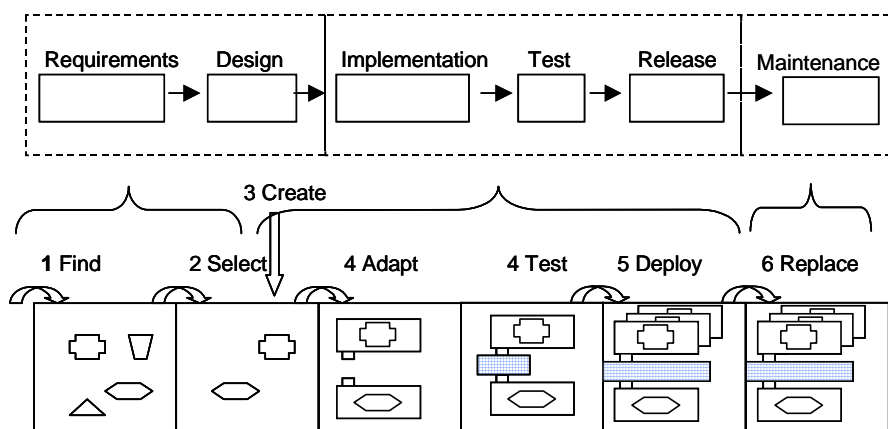 Requirements Design Implementation Test Release Maintenance
3 Create
1 Find 2 Select 4 Adapt 4 Test 5 Deploy 6 Replace